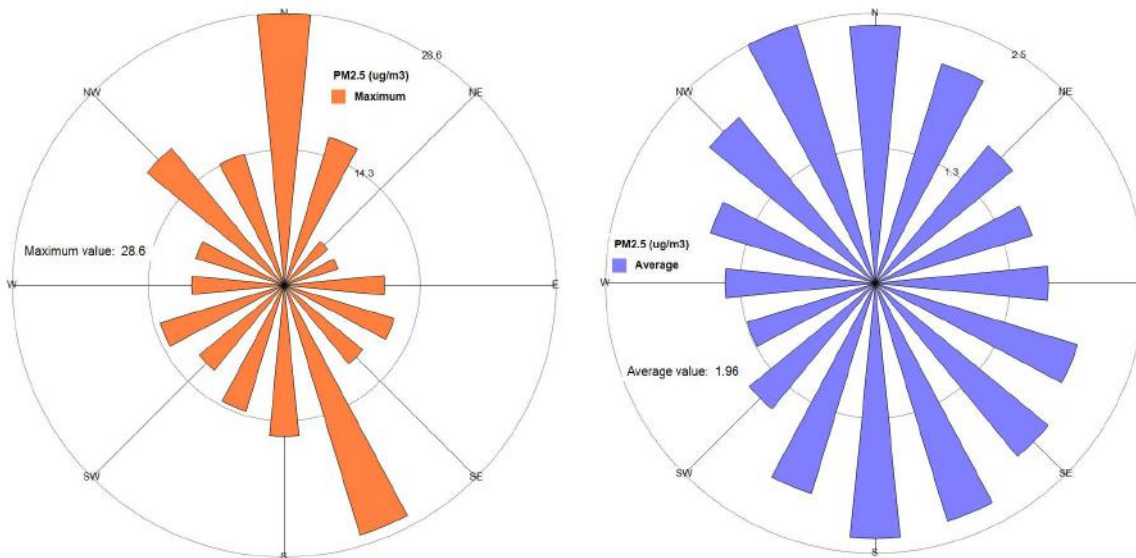 N
28.6
PM2.5 (ug/m3)
Maximum
NW
NE
14.3
Maximum value: 28.6
W
E
SW
SE
S
N
2.5
NW
NE
1.3
PM2.5 (ug/m3)
Average
W
Average value: 1.96
SW
SE
S